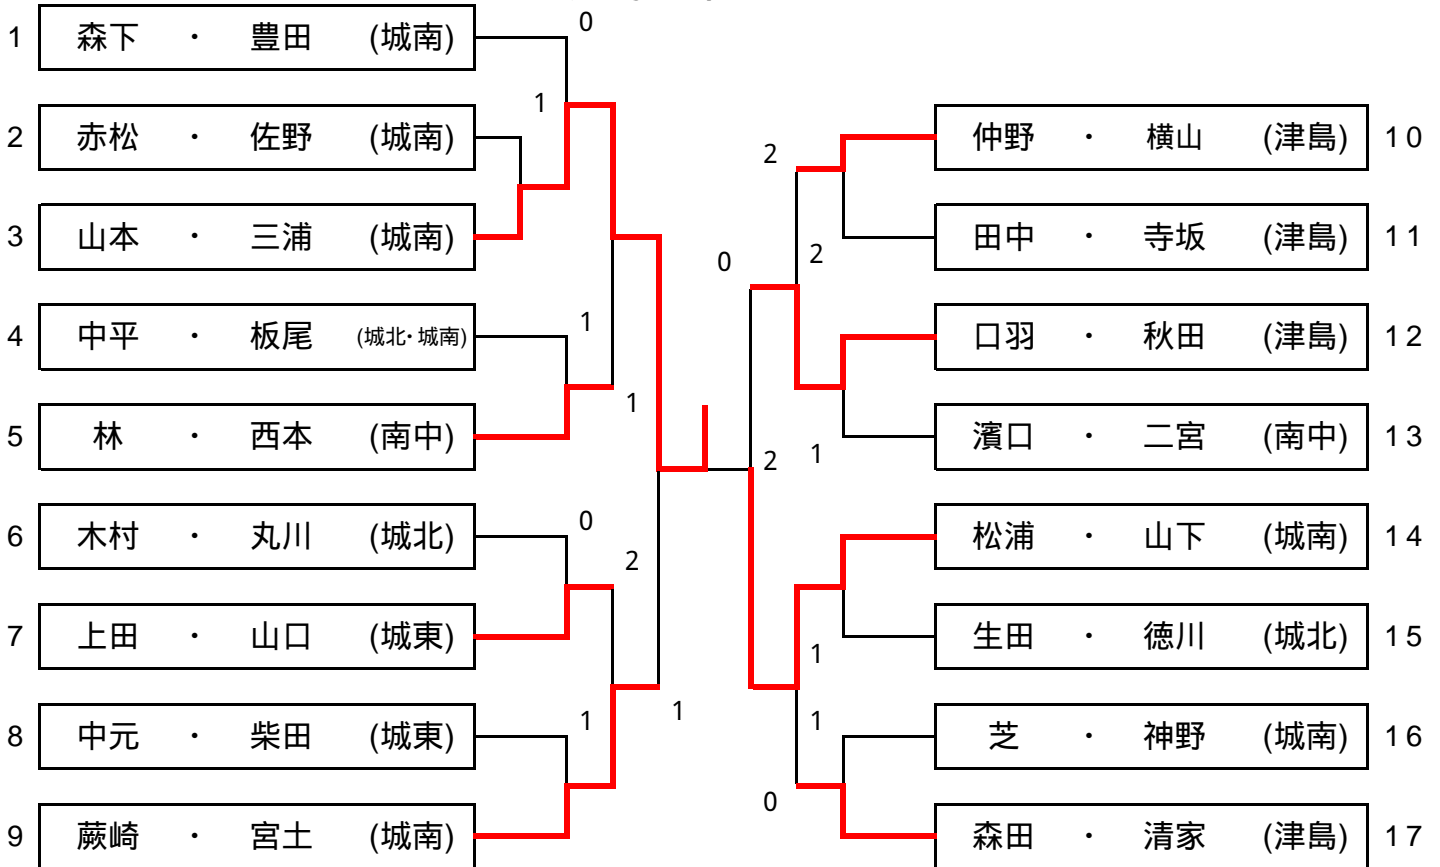 1 森下 ・ 豊田 (城南)
2 赤松 ・ 佐野 (城南)
3 山本 ・ 三浦 (城南)
4 中平 ・ 板尾 (城北・城南)
5 林 ・ 西本 (南中)
6 木村 ・ 丸川 (城北)
7 上田 ・ 山口 (城東)
8 中元 ・ 柴田 (城東)
9 蕨崎 ・ 宮土 (城南)
0
1
1
1
0
2
1
1
2
0
2
2
1
1
1
0
仲野 ・ 横山 (津島) 10
田中 ・ 寺坂 (津島) 11
口羽 ・ 秋田 (津島) 12
濱口 ・ 二宮 (南中) 13
松浦 ・ 山下 (城南) 14
生田 ・ 徳川 (城北) 15
芝 ・ 神野 (城南) 16
森田 ・ 清家 (津島) 17